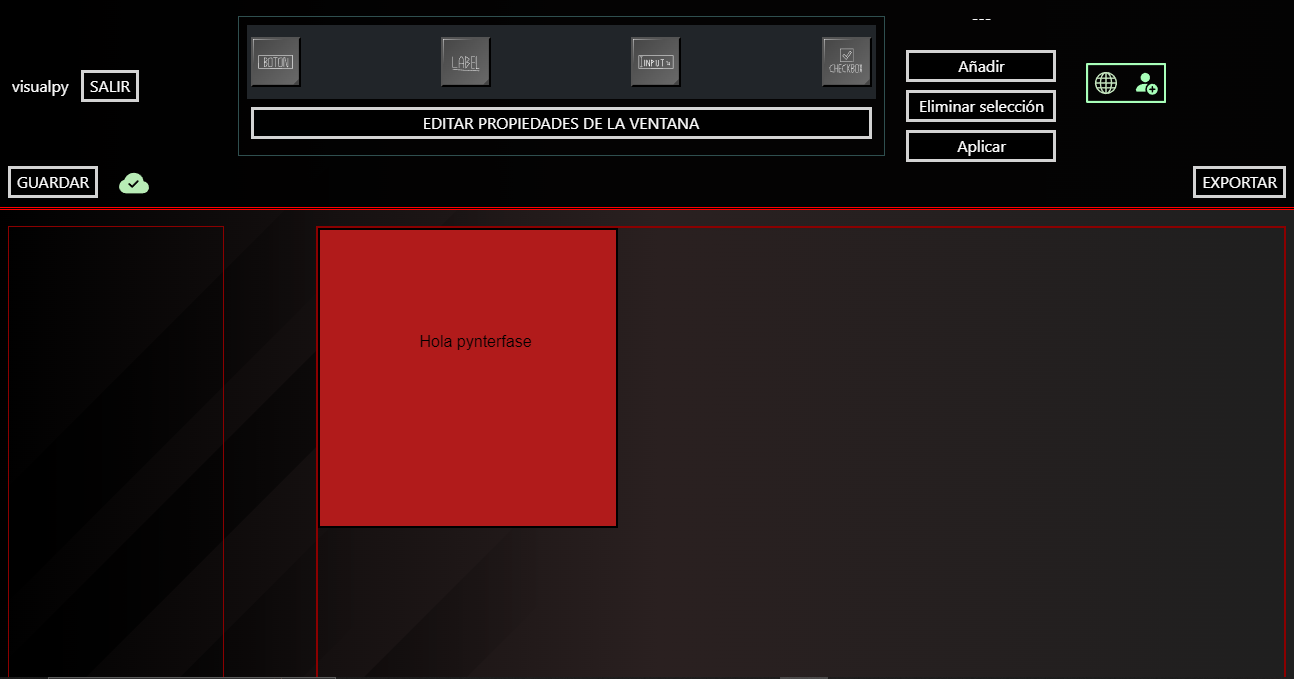 ---
BOTON
LABEL
INPUT
CHECKBOX
Añadir
visualpy
SALIR
Eliminar selección
EDITAR PROPIEDADES DE LA VENTANA
Aplicar
GUARDAR
EXPORTAR
Hola pynterfase